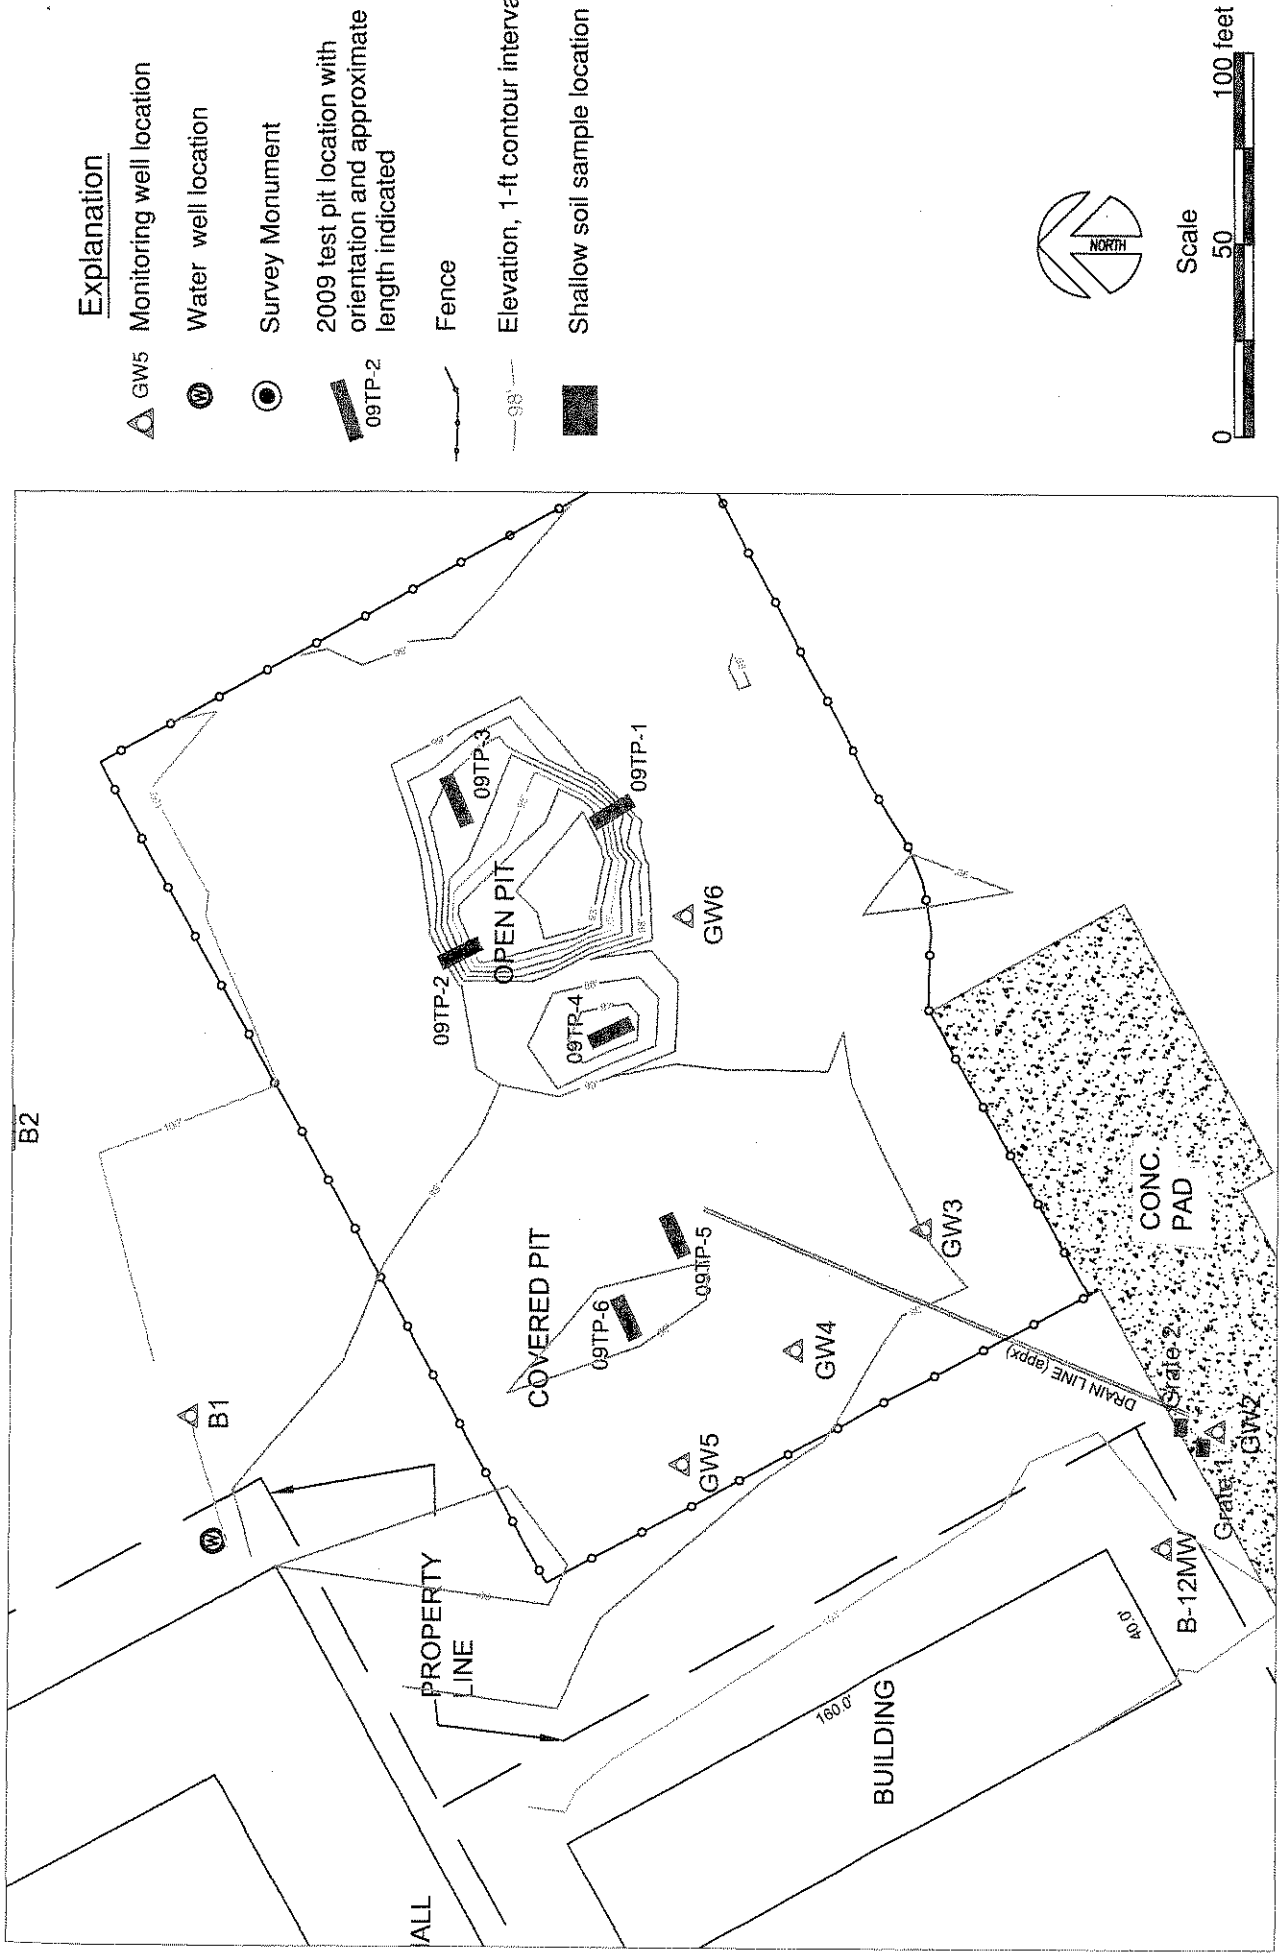 Explanation
GW5 Monitoring well location
W Water well location
Survey Monument
09TP-2
2009 test pit location with
orientation and approximate
length indicated
Fence
98' Elevation, 1-ft contour interva
Shallow soil sample location
NORTH
Scale
0 50 100 feet
B2
B1
W
PROPERTY
LINE
ALL
BUILDING
160.0'
40.0'
B-12MW
Grate 1
Grate 2
GW2
CONC.
PAD
DRAIN LINE (appx)
GW3
GW4
GW5
GW6
COVERED PIT
09TP-6
09TP-5
09TP-4
OPEN PIT
09TP-2
09TP-3
09TP-1